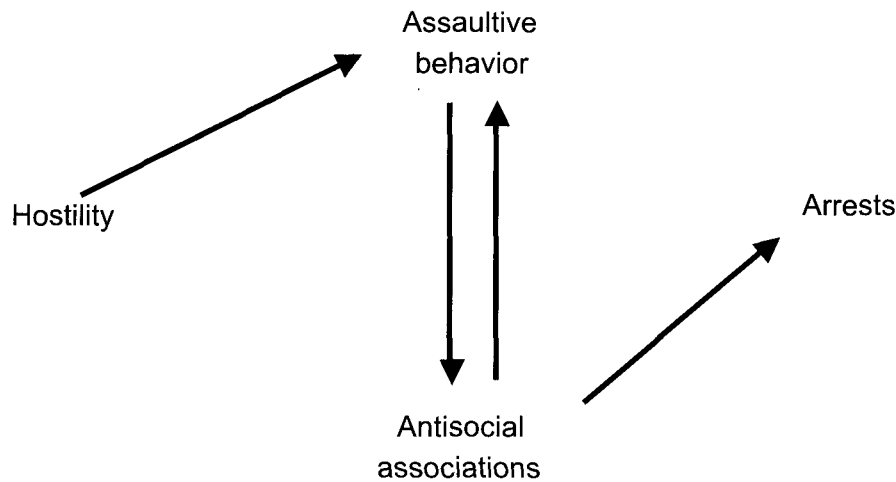 Assaultive
behavior
Hostility
Arrests
Antisocial
associations